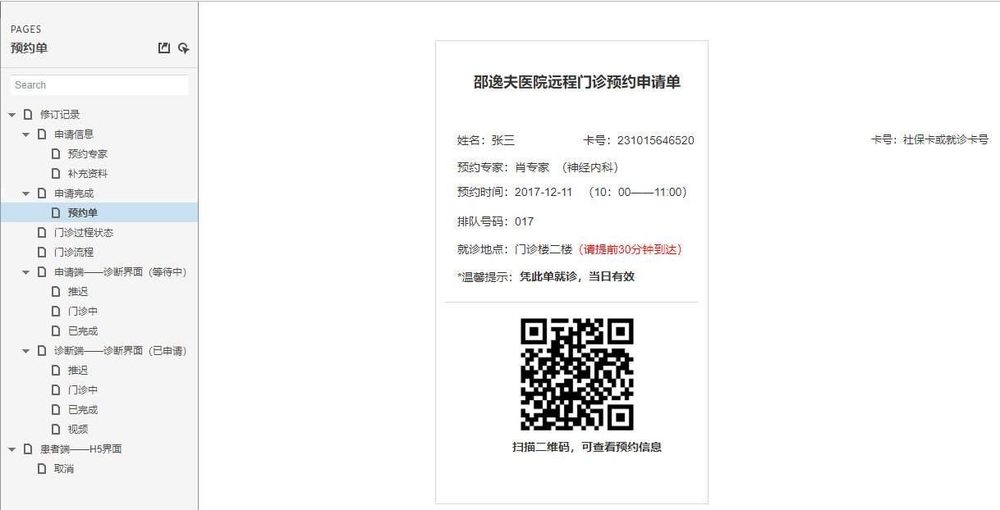 PAGES
预约单
Search
修订记录
申请信息
预约专家
补充资料
申请完成
预约单
门诊过程状态
门诊流程
申请端——诊断界面（等待中）
推迟
门诊中
已完成
诊断端——诊断界面（已申请）
推迟
门诊中
已完成
视频
患者端——H5界面
取消
邵逸夫医院远程门诊预约申请单
姓名：张三 卡号：231015646520
预约专家：肖专家 （神经内科）
预约时间：2017-12-11 （10：00——11:00）
排队号码：017
就诊地点：门诊楼二楼（请提前30分钟到达）
*温馨提示：凭此单就诊，当日有效
扫描二维码，可查看预约信息
卡号：社保卡或就诊卡号